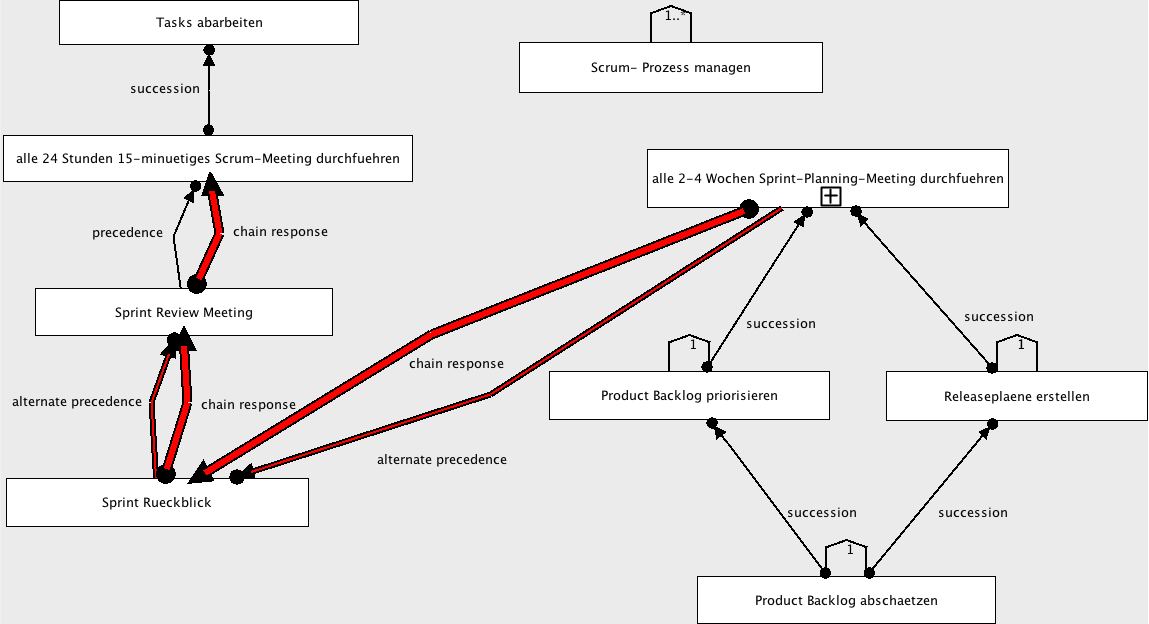 Tasks abarbeiten
1..*
Scrum- Prozess managen
succession
alle 24 Stunden 15-minuetiges Scrum-Meeting durchfuehren
alle 2-4 Wochen Sprint-Planning-Meeting durchfuehren
precedence
chain response
Sprint Review Meeting
succession
succession
1
1
chain response
Product Backlog priorisieren
Releaseplaene erstellen
alternate precedence
chain response
alternate precedence
Sprint Rueckblick
succession
succession
1
Product Backlog abschaetzen